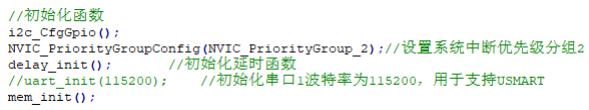 //初始化函数
i2c_CfgGpio();
NVIC_PriorityGroupConfig(NVIC_PriorityGroup_2);//设置系统中断优先级分组2
delay_init();      //初始化延时函数
//uart_init(115200);   //初始化串口1波特率为115200，用于支持USMART
mem_init();